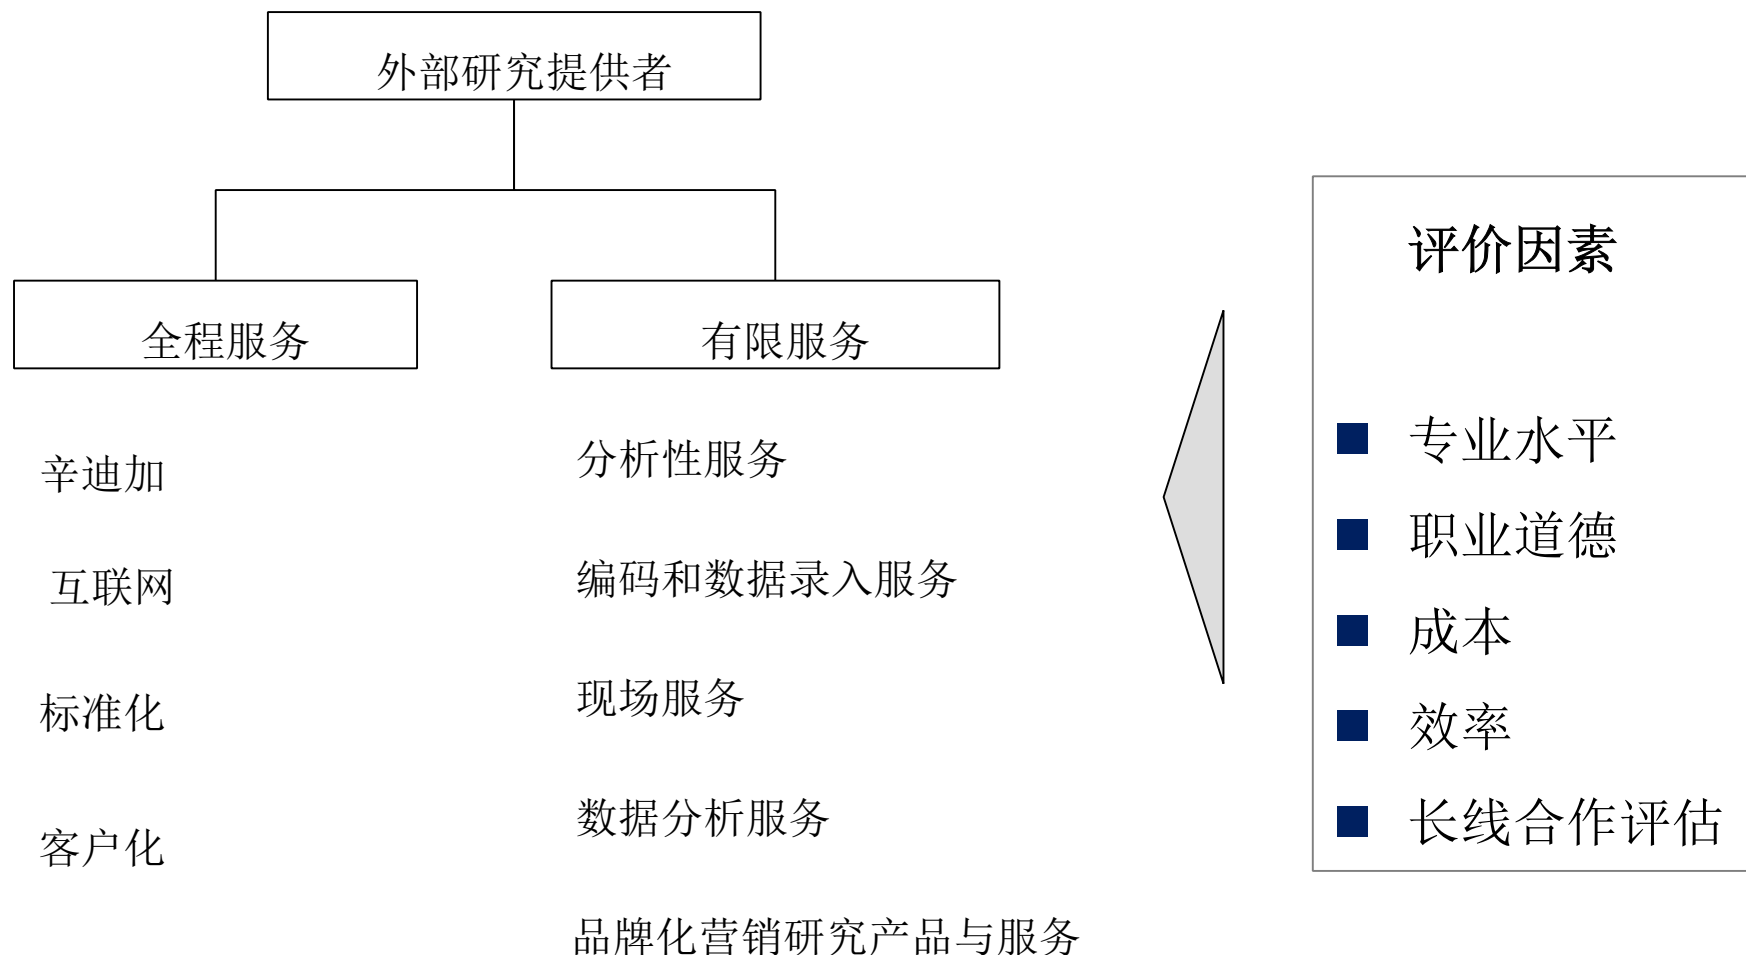 外部研究提供者
全程服务
有限服务
辛迪加
互联网
标准化
客户化
分析性服务
编码和数据录入服务
现场服务
数据分析服务
品牌化营销研究产品与服务
评价因素
专业水平
职业道德
成本
效率
长线合作评估